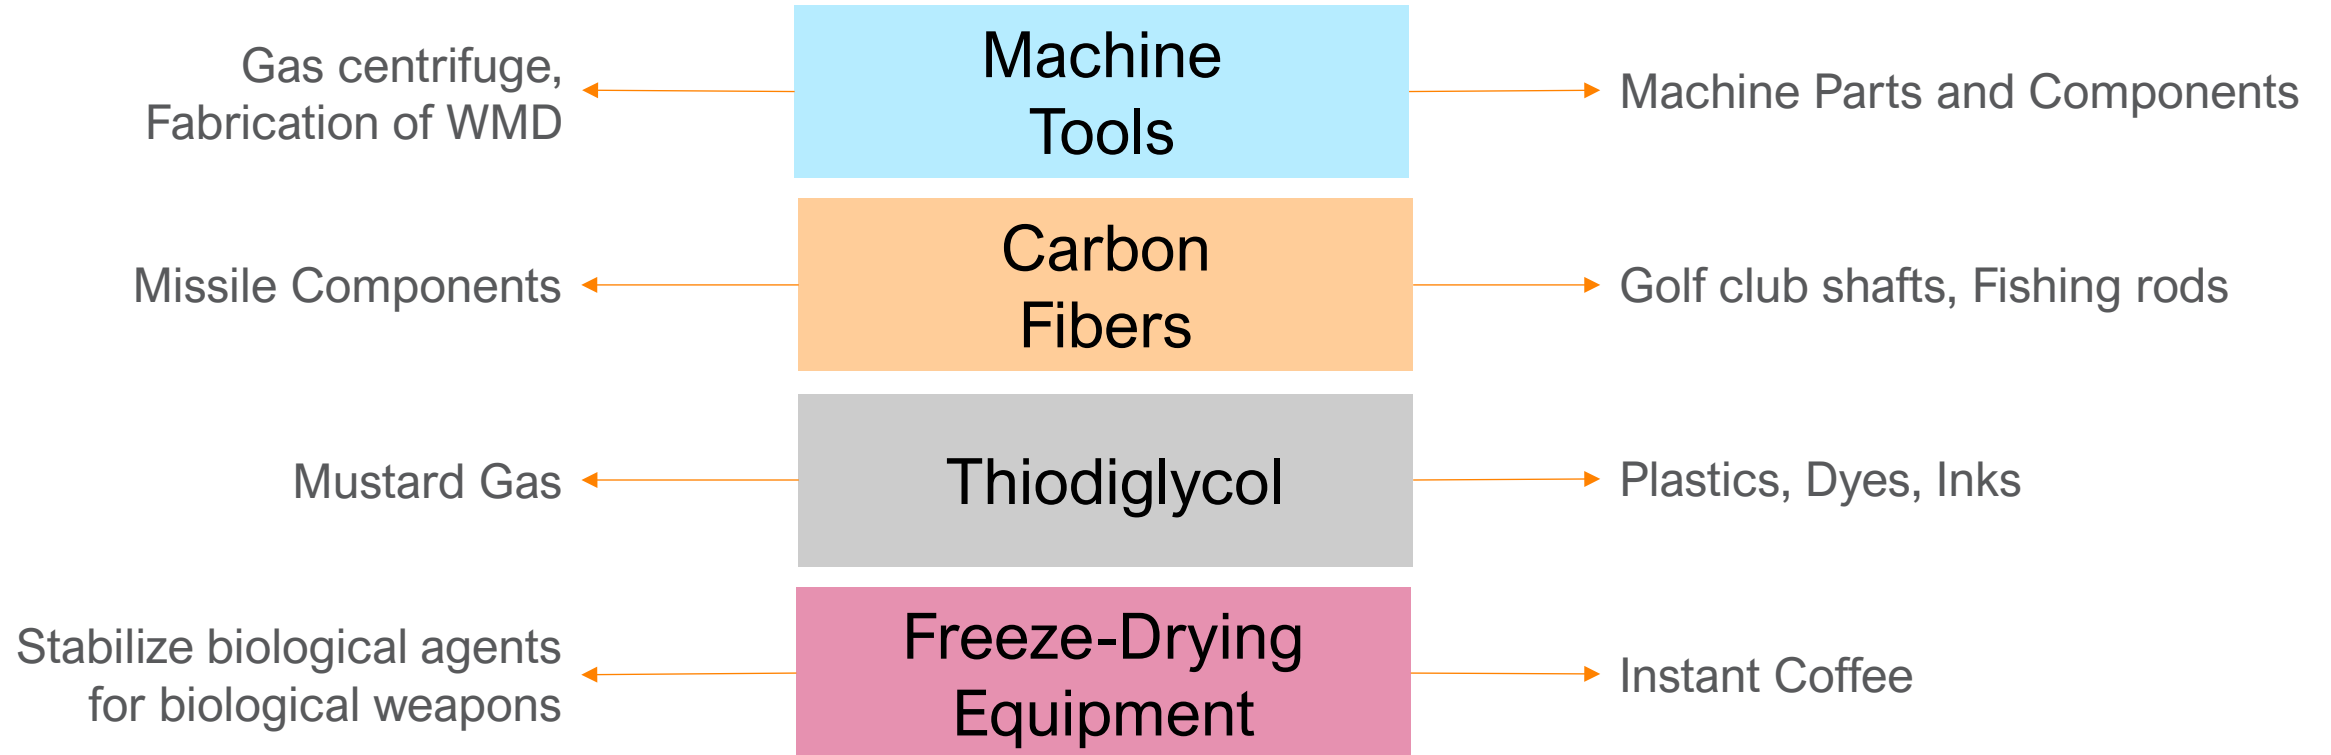 Gas centrifuge,
Fabrication of WMD
Machine
Tools
Machine Parts and Components
Missile Components
Carbon
Fibers
Golf club shafts, Fishing rods
Mustard Gas
Thiodiglycol
Plastics, Dyes, Inks
Stabilize biological agents
for biological weapons
Freeze-Drying
Equipment
Instant Coffee